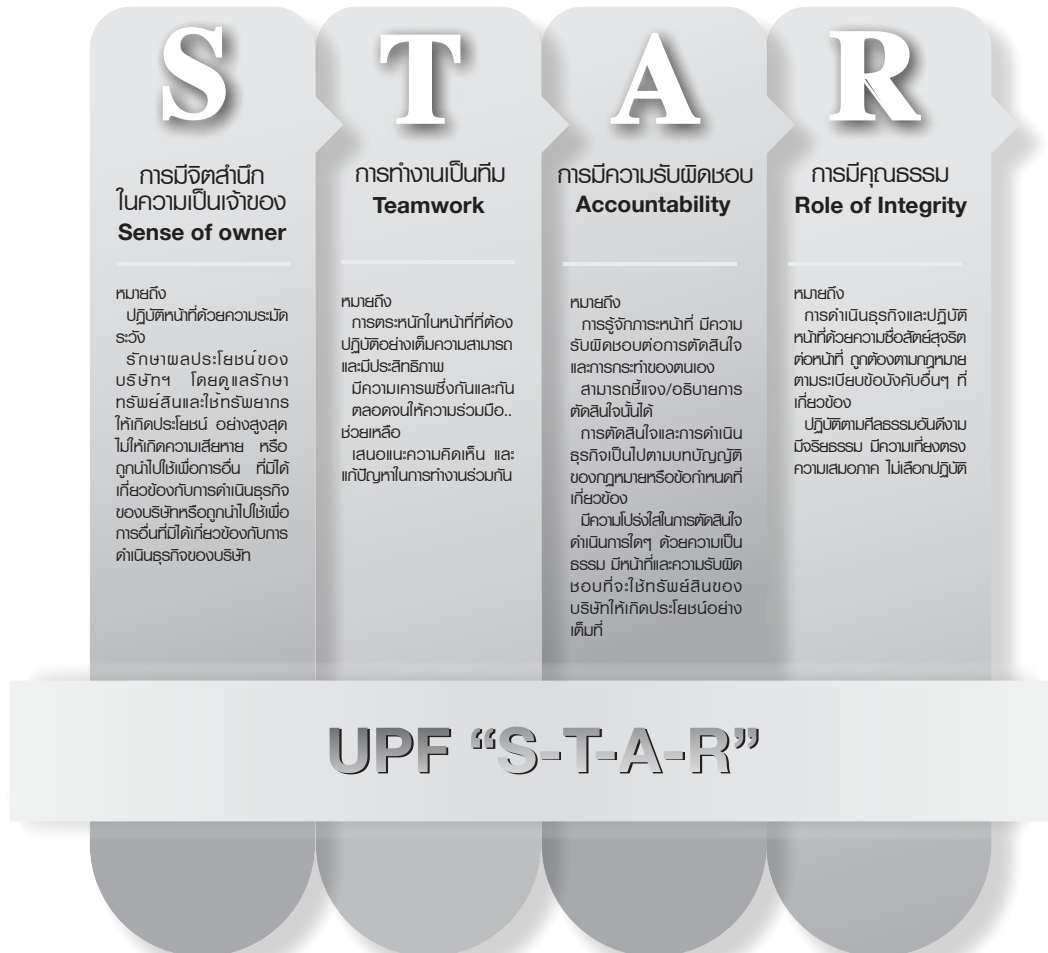 S
การมีจิตสำนึก
ในความเป็นเจ้าของ
Sense of owner
หมายถึง
ปฏิบัติหน้าที่ด้วยความระมัด
ระวัง
รักษาผลประโยชน์ของ
บริษัทฯ โดยดูแลรักษา
ทรัพย์สินและใช้ทรัพยากร
ให้เกิดประโยชน์ อย่างสูงสุด
ไม่ให้เกิดความเสียหาย หรือ
ถูกนำไปใช้เพื่อการอื่น ที่มิได้
เกี่ยวข้องกับการดำเนินธุรกิจ
ของบริษัทหรือถูกนำไปใช้เพื่อ
การอื่นที่มิได้เกี่ยวข้องกับการ
ดำเนินธุรกิจของบริษัท
T
การทำงานเป็นทีม
Teamwork
หมายถึง
การตระหนักในหน้าที่ที่ต้อง
ปฏิบัติอย่างเต็มความสามารถ
และมีประสิทธิภาพ
มีความเคารพซึ่งกันและกัน
ตลอดจนให้ความร่วมมือ..
ช่วยเหลือ
เสนอแนะความคิดเห็น และ
แก้ปัญหาในการทำงานร่วมกัน
A
การมีความรับผิดชอบ
Accountability
หมายถึง
การรู้จักภาระหน้าที่ มีความ
รับผิดชอบต่อการตัดสินใจ
และการกระทำของตนเอง
สามารถชี้แจง/อธิบายการ
ตัดสินใจนั้นได้
การตัดสินใจและการดำเนิน
ธุรกิจเป็นไปตามบทบัญญัติ
ของกฎหมายหรือข้อกำหนดที่
เกี่ยวข้อง
มีความโปร่งใสในการตัดสินใจ
ดำเนินการใดๆ ด้วยความเป็น
ธรรม มีหน้าที่และความรับผิด
ชอบที่จะใช้ทรัพย์สินของ
บริษัทให้เกิดประโยชน์อย่าง
เต็มที่
R
การมีคุณธรรม
Role of Integrity
หมายถึง
การดำเนินธุรกิจและปฏิบัติ
หน้าที่ด้วยความซื่อสัตย์สุจริต
ต่อหน้าที่ ถูกต้องตามกฎหมาย
ตามระเบียบข้อบังคับอื่นๆ ที่
เกี่ยวข้อง
ปฏิบัติตามศีลธรรมอันดีงาม
มีจริยธรรม มีความเที่ยงตรง
ความเสมอภาค ไม่เลือกปฏิบัติ
UPF “S-T-A-R”